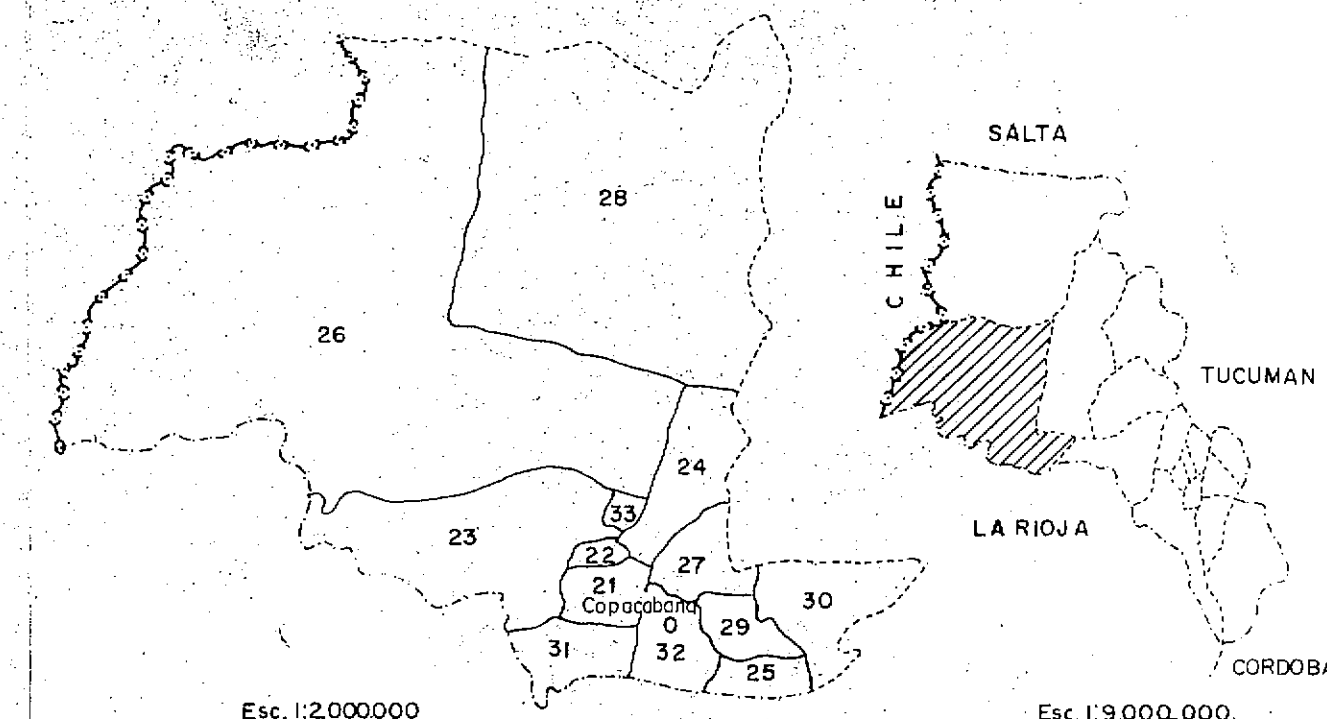 SALTA
28
CHILE
26
TUCUMAN
24
33
LA RIOJA
23
22
27
21
30
Copacabana
0
29
31
32
25
CORDOBA
Esc. 1:2.000.000
Esc. 1:9.000.000.